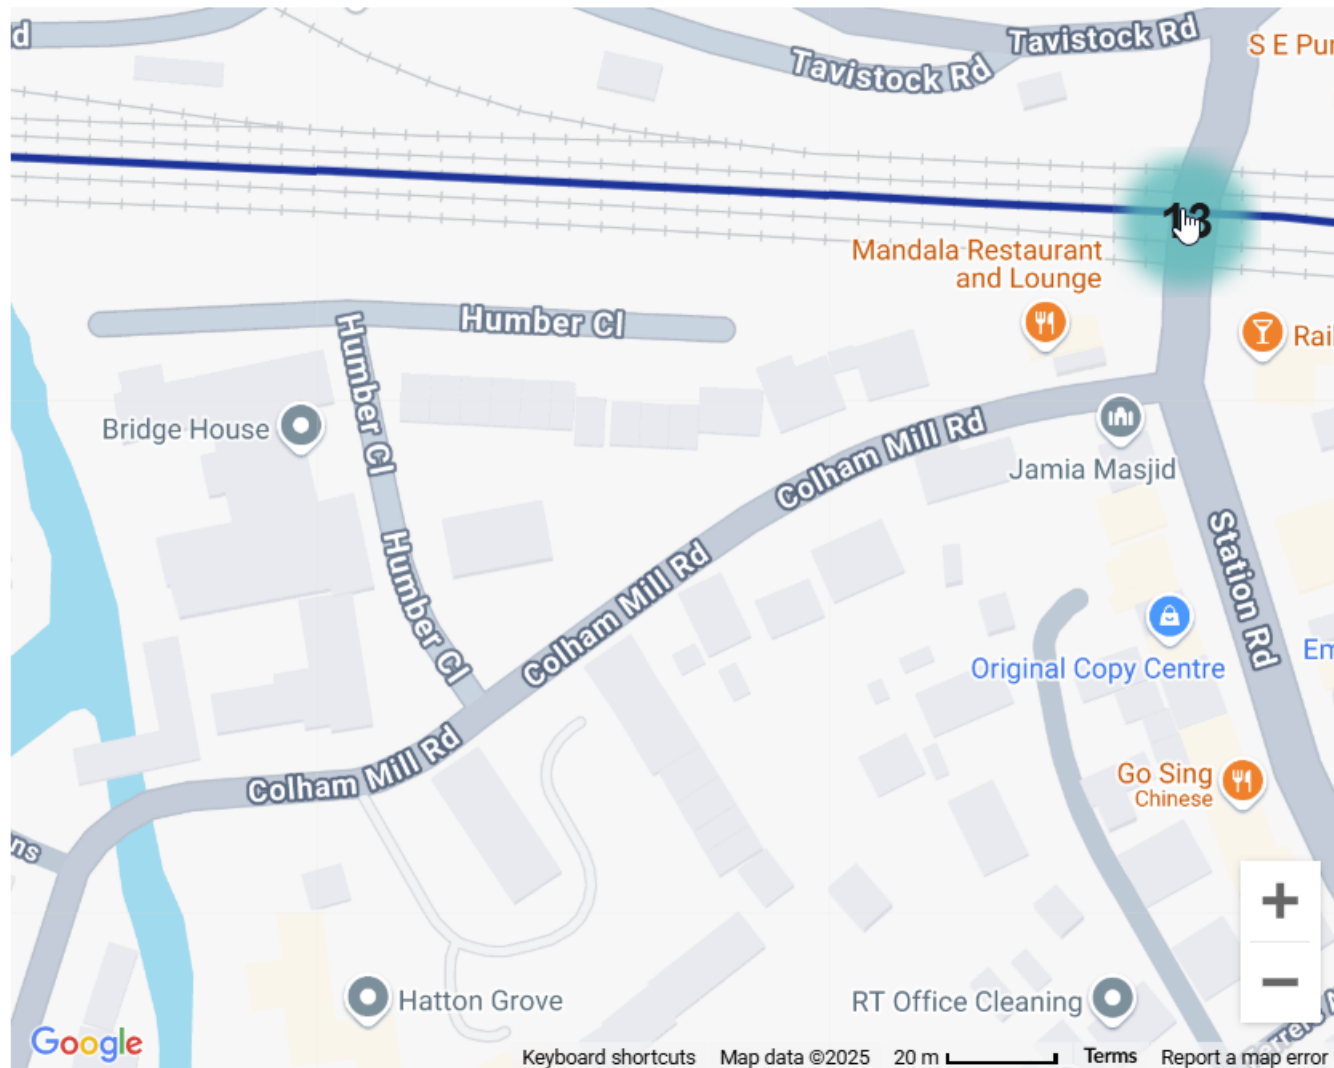 d
Tavistock Rd
Tavistock Rd
S E Pur
13
Mandala Restaurant
and Lounge
Humber Cl
Rail
Humber Cl
Bridge House
Colham Mill Rd
Jamia Masjid
Station Rd
Humber Cl
Colham Mill Rd
Original Copy Centre
Em
Colham Mill Rd
Go Sing
Chinese
ns
Hatton Grove
RT Office Cleaning
Google
Keyboard shortcuts
Map data ©2025
20 m
Terms
Report a map error